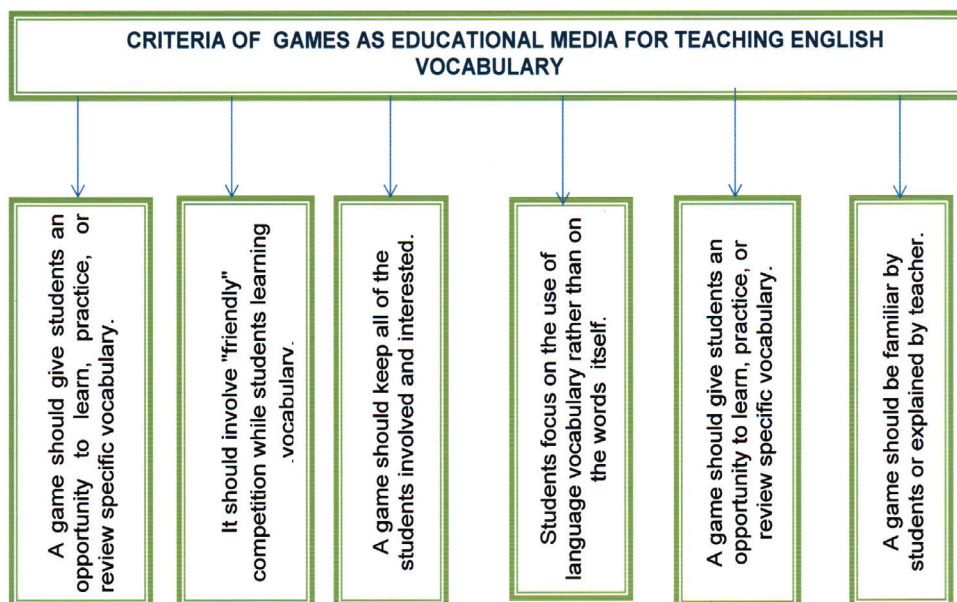 CRITERIA OF GAMES AS EDUCATIONAL MEDIA FOR TEACHING ENGLISH
VOCABULARY
A game should give students an
opportunity to learn, practice, or
review specific vocabulary.
It should involve "friendly"
competition while students learning
.vocabulary.
A game should keep all of the
students involved and interested.
Students focus on the use of
language vocabulary rather than on
the words itself.
A game should give students an
opportunity to learn, practice, or
review specific vocabulary.
A game should be familiar by
students or explained by teacher.